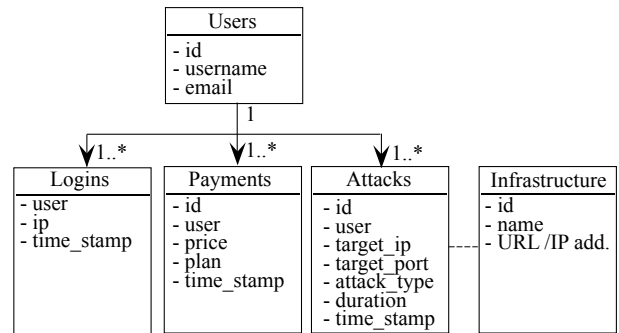 Users
- id
- username
- email
1
1..*
1..*
1..*
Logins
- user
- ip
- time_stamp
Payments
- id
- user
- price
- plan
- time_stamp
Attacks
- id
- user
- target_ip
- target_port
- attack_type
- duration
- time_stamp
Infrastructure
- id
- name
- URL /IP add.